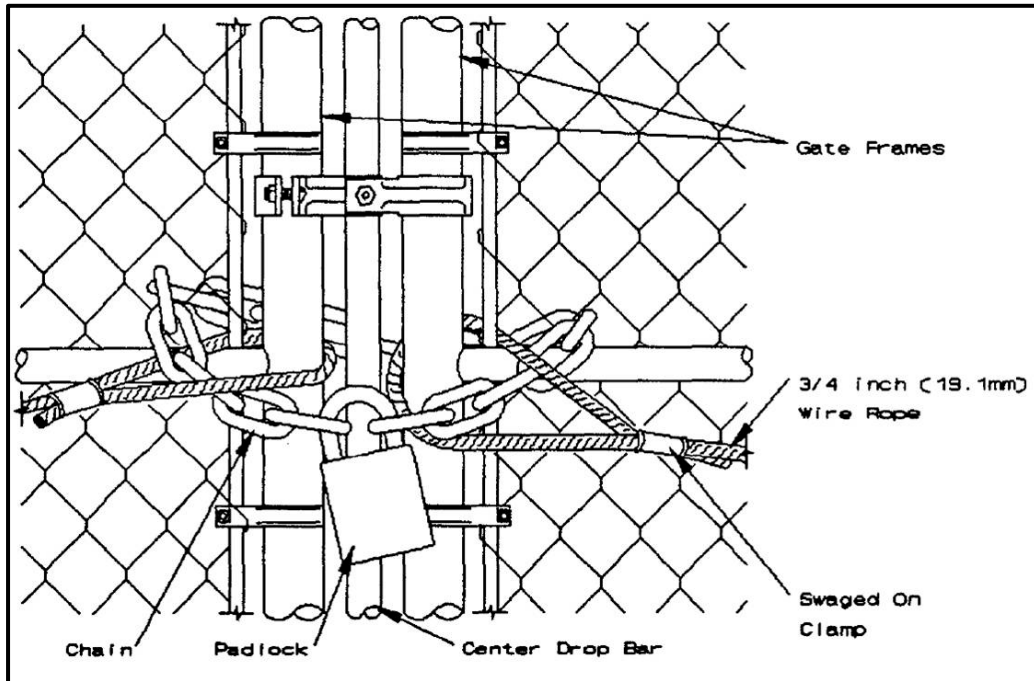 Gate Frames
3/4 inch (19.1mm)
Wire Rope
Swaged On
Clamp
Chain
Padlock
Center Drop Bar